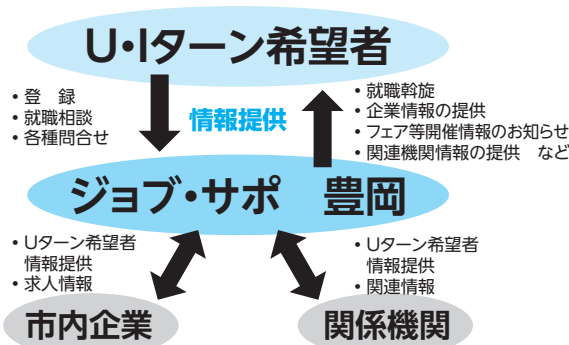 U・Iターン希望者
・登　録
・就職相談
・各種問合せ
情報提供
・就職斡旋
・企業情報の提供
・フェア等開催情報のお知らせ
・関連機関情報の提供　など
ジョブ・サポ　豊岡
・Uターン希望者
情報提供
・求人情報
・Uターン希望者
情報提供
・関連情報
市内企業
関係機関